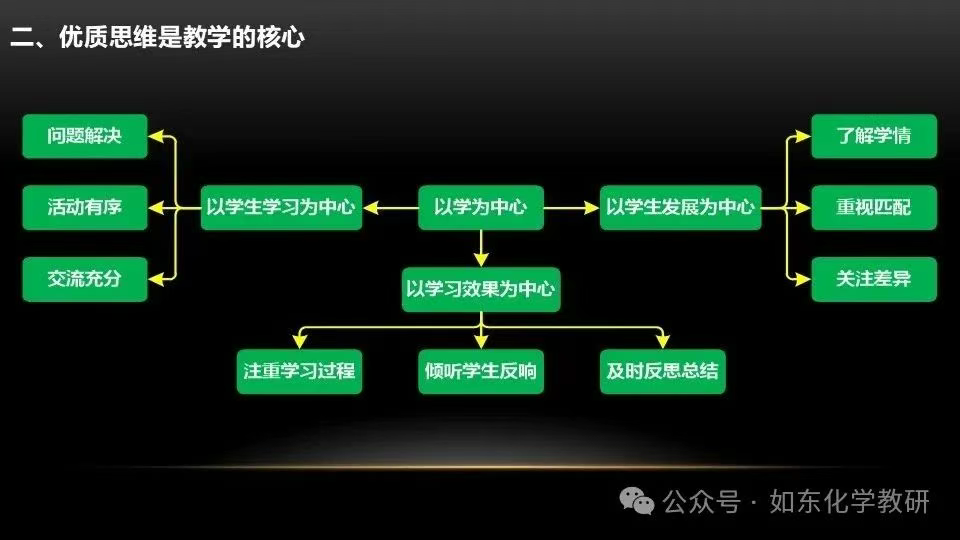 二、优质思维是教学的核心
问题解决
了解学情
活动有序
以学生学习为中心
以学为中心
以学生发展为中心
重视匹配
交流充分
以学习效果为中心
关注差异
注重学习过程
倾听学生反响
及时反思总结
公众号·如东化学教研